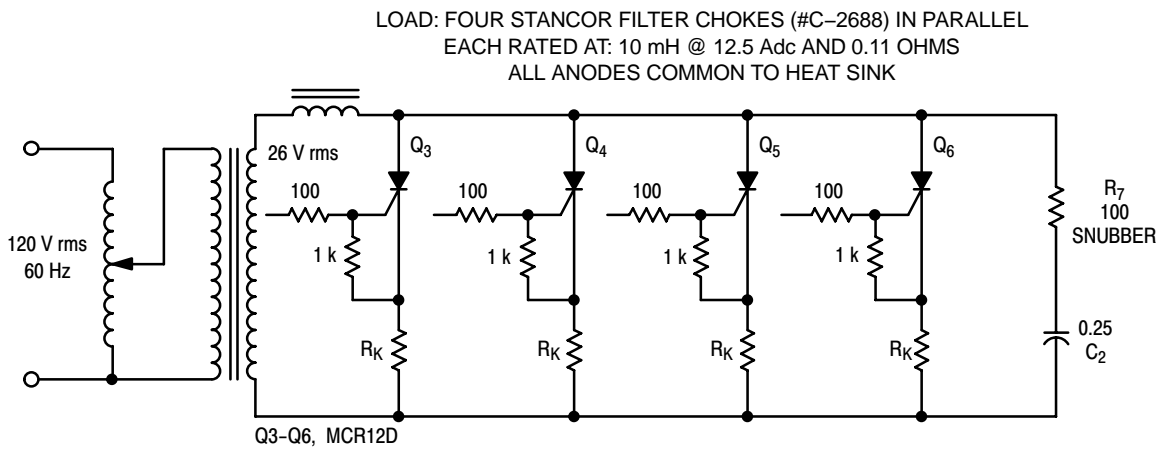 LOAD: FOUR STANCOR FILTER CHOKES (#C–2688) IN PARALLEL
EACH RATED AT: 10 mH @ 12.5 Adc AND 0.11 OHMS
ALL ANODES COMMON TO HEAT SINK
26 V rms
Q3
Q4
Q5
Q6
100
100
100
100
R7
100
SNUBBER
120 V rms
60 Hz
1 k
1 k
1 k
1 k
RK
RK
RK
RK
0.25
C2
Q3-Q6, MCR12D